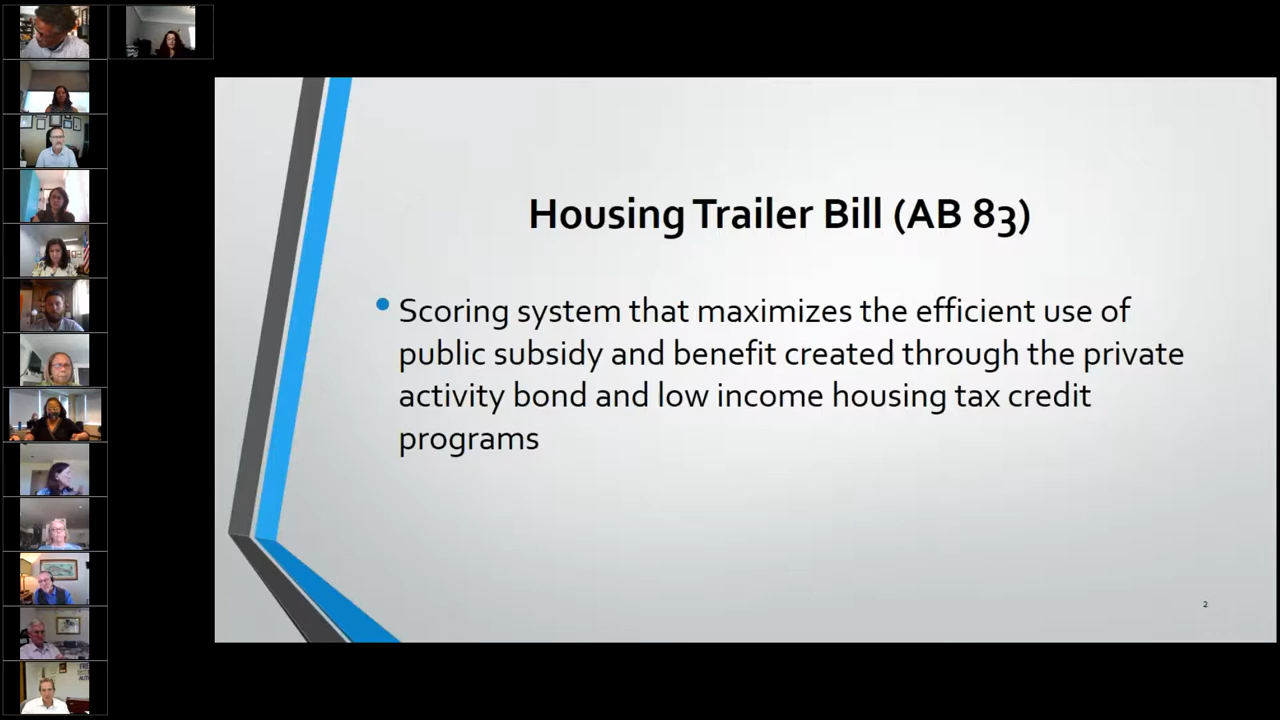 Housing Trailer Bill (AB 83)
• Scoring system that maximizes the efficient use of
public subsidy and benefit created through the private
activity bond and low income housing tax credit
programs
2